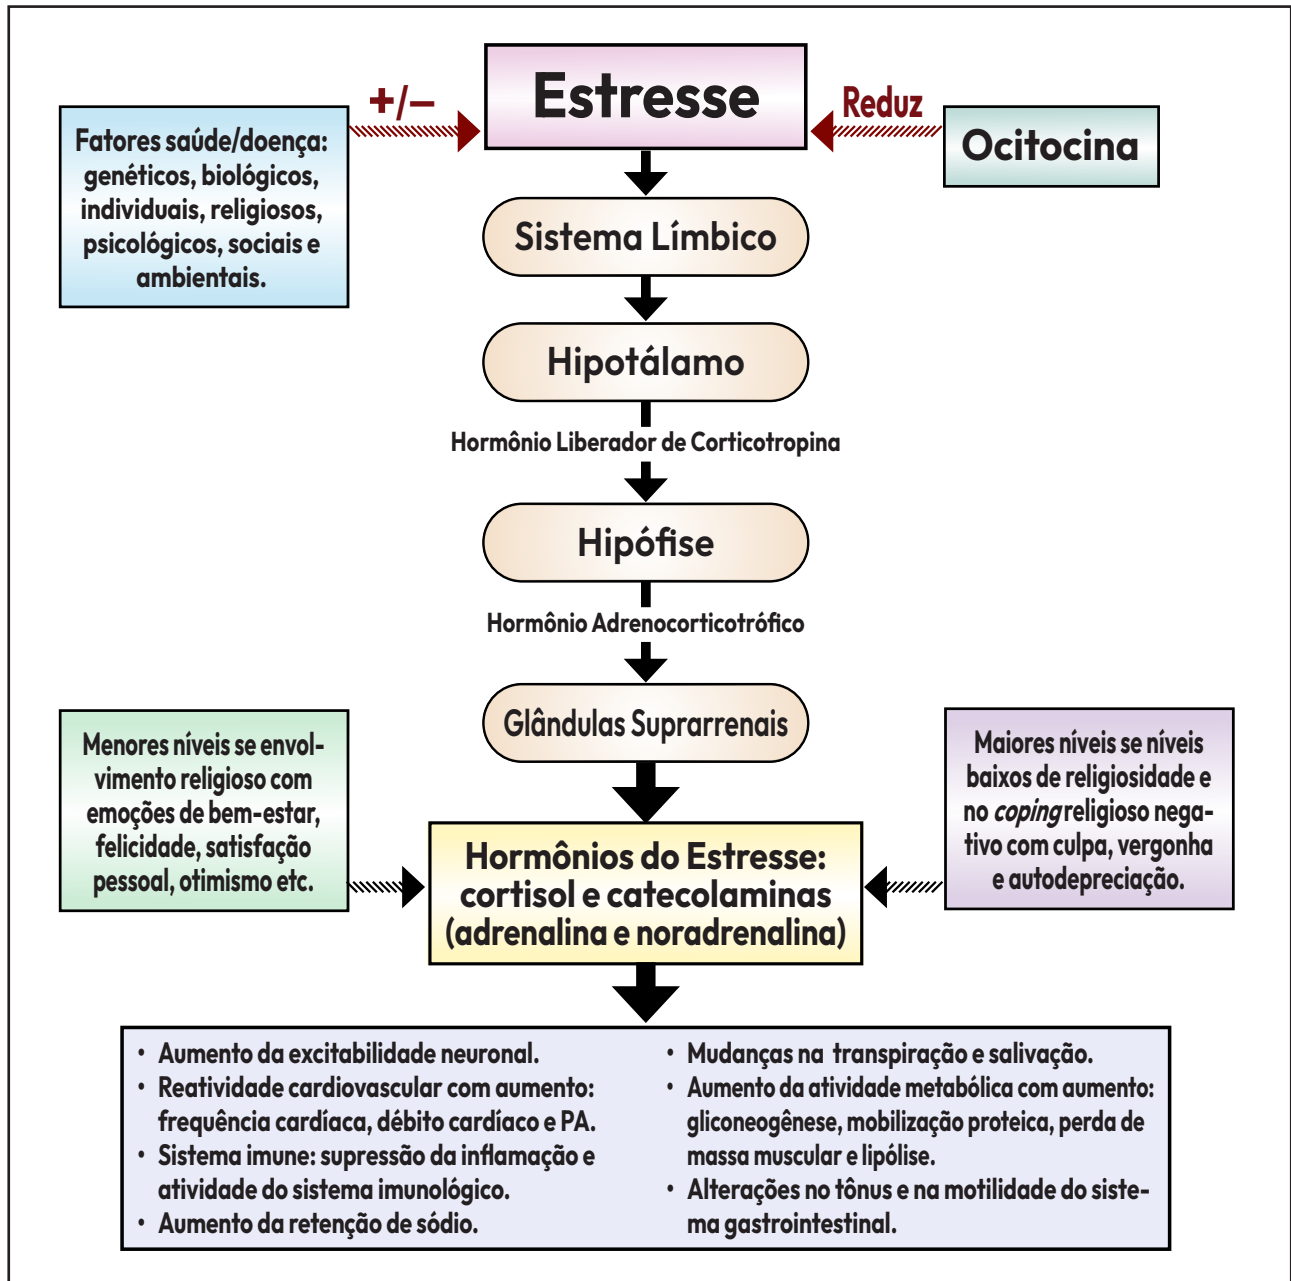 Estresse
+/–
Reduz
Fatores saúde/doença:
genéticos, biológicos,
individuais, religiosos,
psicológicos, sociais e
ambientais.
Ocitocina
Sistema Límbico
Hipotálamo
Hormônio Liberador de Corticotropina
Hipófise
Hormônio Adrenocorticotrófico
Glândulas Suprarrenais
Menores níveis se envol-
vimento religioso com
emoções de bem-estar,
felicidade, satisfação
pessoal, otimismo etc.
Maiores níveis se níveis
baixos de religiosidade e
no coping religioso nega-
tivo com culpa, vergonha
e autodepreciação.
Hormônios do Estresse:
cortisol e catecolaminas
(adrenalina e noradrenalina)
• Aumento da excitabilidade neuronal.
• Reatividade cardiovascular com aumento:
frequência cardíaca, débito cardíaco e PA.
• Sistema imune: supressão da inflamação e
atividade do sistema imunológico.
• Aumento da retenção de sódio.
• Mudanças na transpiração e salivação.
• Aumento da atividade metabólica com aumento:
gliconeogênese, mobilização proteica, perda de
massa muscular e lipólise.
• Alterações no tônus e na motilidade do siste-
ma gastrointestinal.